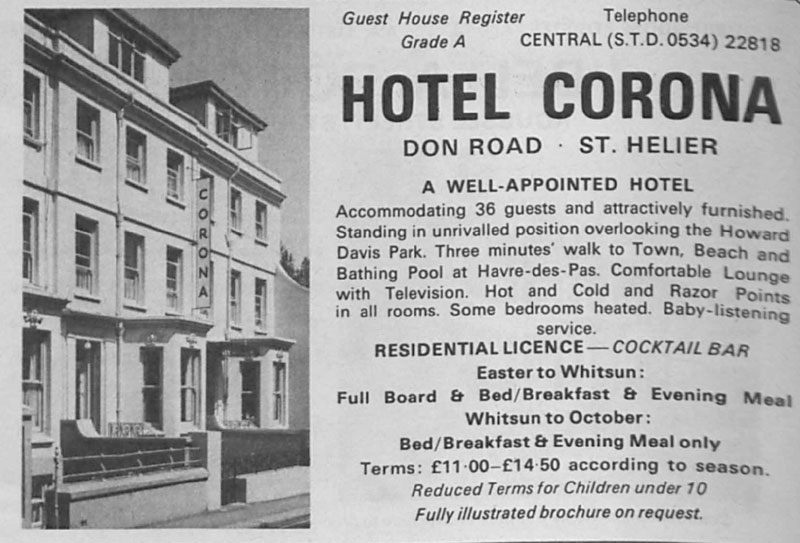 CORONA
Guest House Register
Grade A
Telephone
CENTRAL (S.T.D. 0534) 22818
HOTEL CORONA
DON ROAD · ST. HELIER
A WELL-APPOINTED HOTEL
Accommodating 36 guests and attractively furnished.
Standing in unrivalled position overlooking the Howard
Davis Park. Three minutes' walk to Town, Beach and
Bathing Pool at Havre-des-Pas. Comfortable Lounge
with Television. Hot and Cold and Razor Points
in all rooms. Some bedrooms heated. Baby-listening
service.
RESIDENTIAL LICENCE—COCKTAIL BAR
Easter to Whitsun:
Full Board & Bed/Breakfast & Evening Meal
Whitsun to October:
Bed/Breakfast & Evening Meal only
Terms: £11·00–£14·50 according to season.
Reduced Terms for Children under 10
Fully illustrated brochure on request.